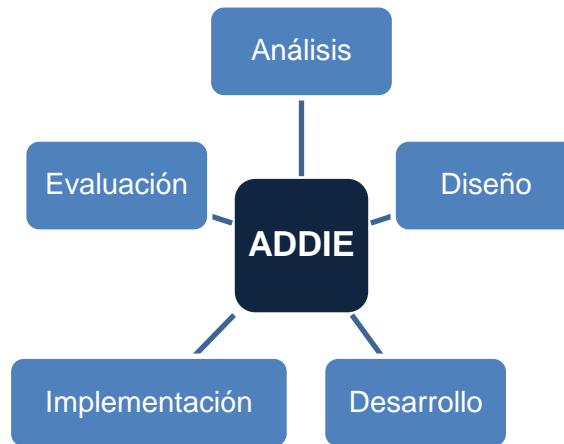 Análisis
Evaluación
Diseño
ADDIE
Implementación
Desarrollo